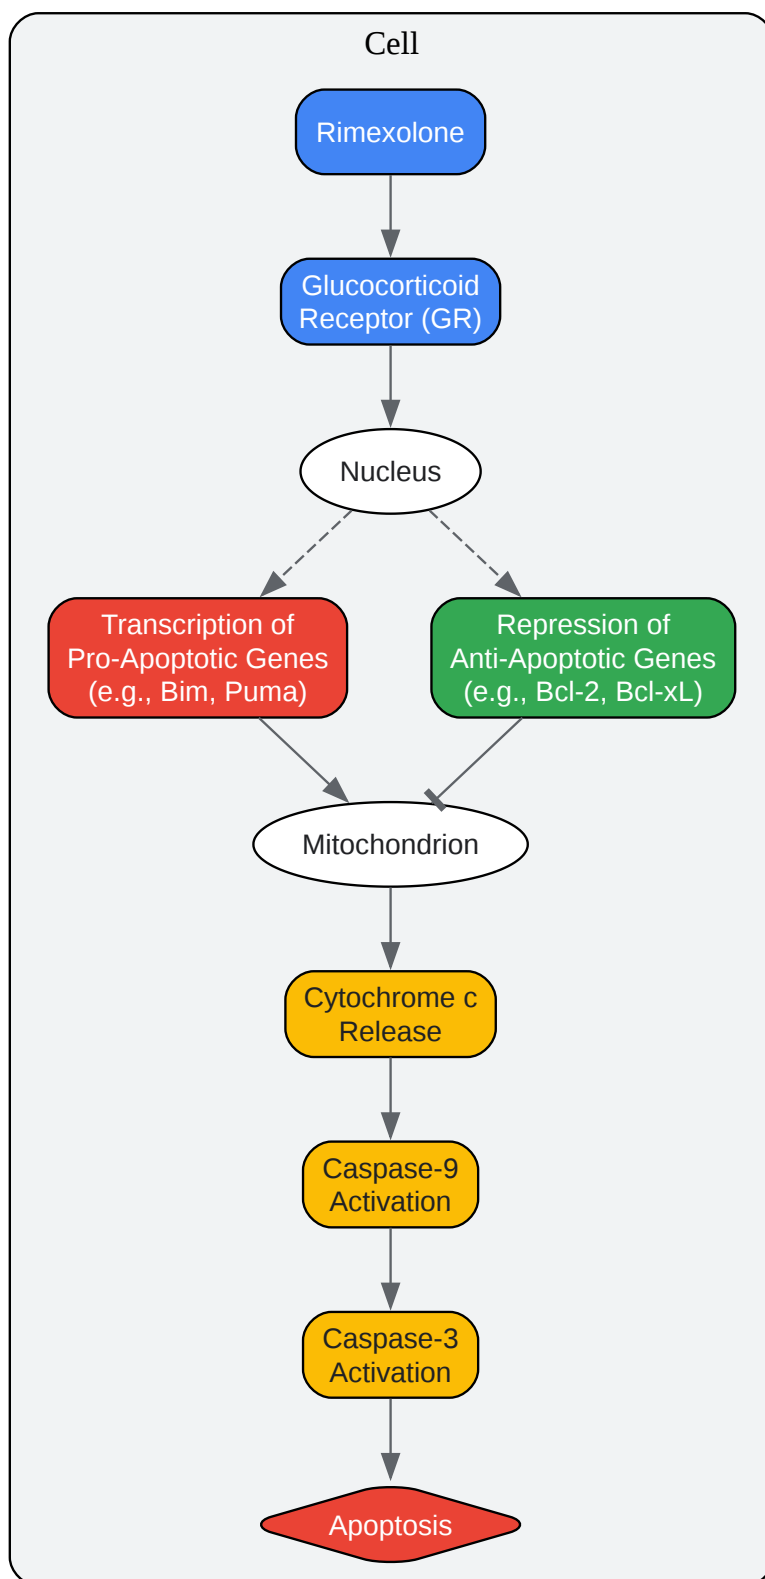 Cell
Rimexolone
Glucocorticoid
Receptor (GR)
Nucleus
Transcription of
Pro-Apoptotic Genes
(e.g., Bim, Puma)
Repression of
Anti-Apoptotic Genes
(e.g., Bcl-2, Bcl-xL)
Mitochondrion
Cytochrome c
Release
Caspase-9
Activation
Caspase-3
Activation
Apoptosis